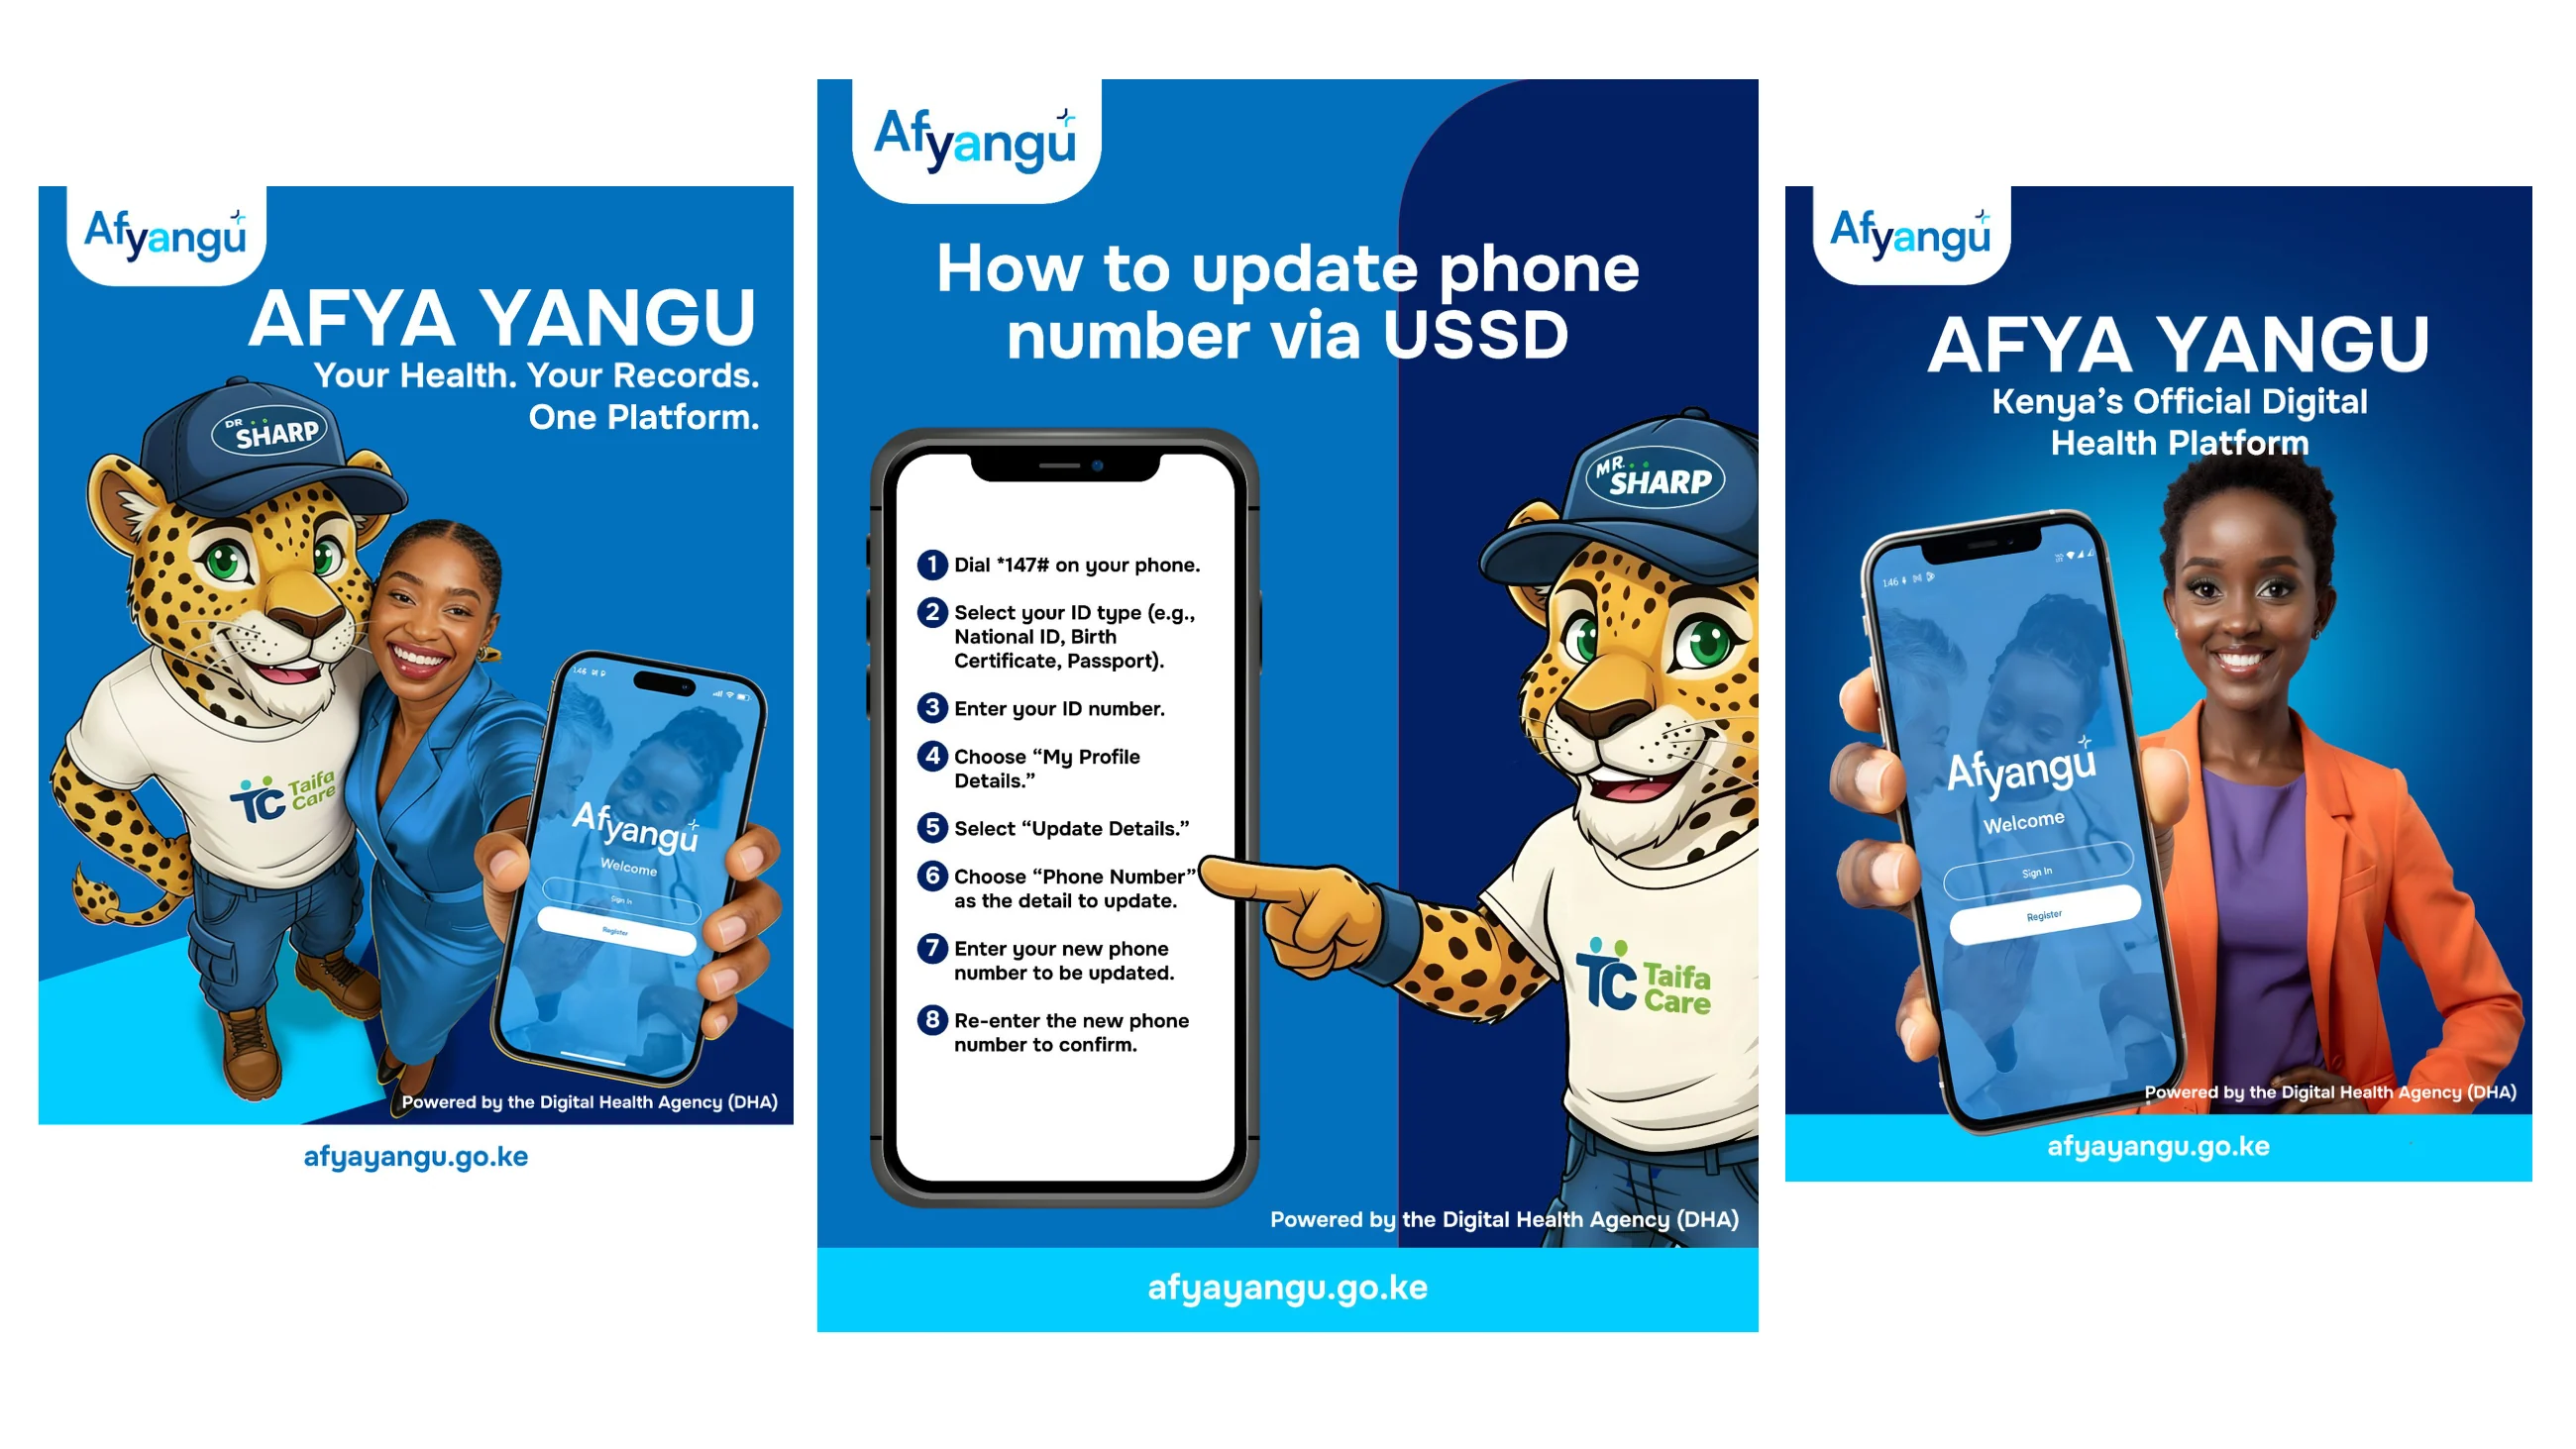 Afyangu
AFYA YANGU
Your Health. Your Records.
One Platform.
DR
SHARP
TC Taifa
Care
1:46
Afyangu
Welcome
Sign In
Register
Powered by the Digital Health Agency (DHA)
afyayangu.go.ke
Afyangu
How to update phone
number via USSD
1 Dial *147# on your phone.
2 Select your ID type (e.g.,
National ID, Birth
Certificate, Passport).
3 Enter your ID number.
4 Choose “My Profile
Details.”
5 Select “Update Details.”
6 Choose “Phone Number”
as the detail to update.
7 Enter your new phone
number to be updated.
8 Re-enter the new phone
number to confirm.
MR.
SHARP
TC Taifa
Care
Powered by the Digital Health Agency (DHA)
afyayangu.go.ke
Afyangu
AFYA YANGU
Kenya’s Official Digital
Health Platform
1:46
Afyangu
Welcome
Sign In
Register
Powered by the Digital Health Agency (DHA)
afyayangu.go.ke